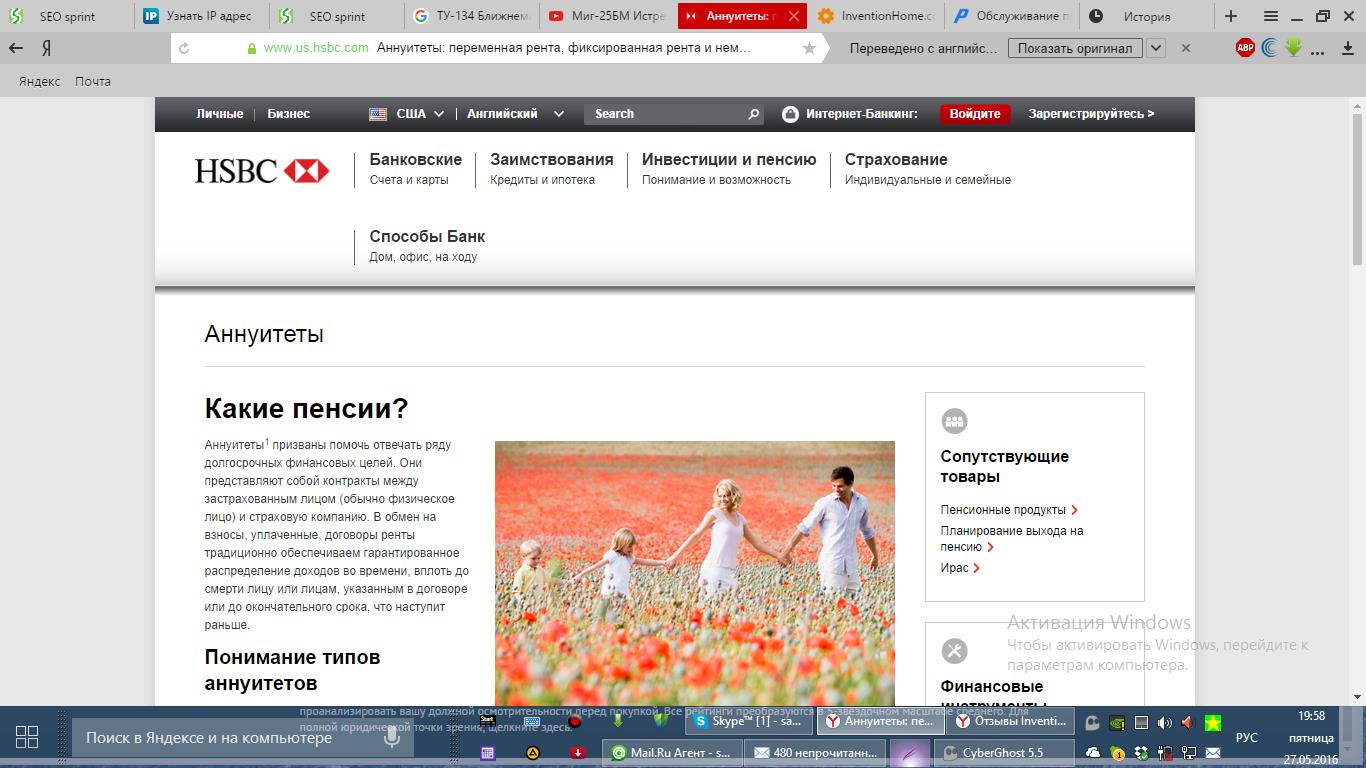 SEO sprint
Узнать IP адрес
SEO sprint
ТУ-134 Ближнем
Миг-25БМ Истре
Аннуитеты: п
InventionHome.co
Обслуживание п
История
www.us.hsbc.com Аннуитеты: переменная рента, фиксированная рента и нем…
Переведено с английс…
Показать оригинал
ABP
Яндекс Почта
Личные
Бизнес
США
Английский
Search
Интернет-Банкинг:
Войдите
Зарегистрируйтесь >
HSBC
Банковские
Счета и карты
Заимствования
Кредиты и ипотека
Инвестиции и пенсию
Понимание и возможность
Страхование
Индивидуальные и семейные
Способы Банк
Дом, офис, на ходу
Аннуитеты
Какие пенсии?
Аннуитеты1 призваны помочь отвечать ряду
долгосрочных финансовых целей. Они
представляют собой контракты между
застрахованным лицом (обычно физическое
лицо) и страховую компанию. В обмен на
взносы, уплаченные, договоры ренты
традиционно обеспечиваем гарантированное
распределение доходов во времени, вплоть до
смерти лицу или лицам, указанным в договоре
или до окончательного срока, что наступит
раньше.
Понимание типов
аннуитетов
Сопутствующие
товары
Пенсионные продукты
Планирование выхода на
пенсию
Ирас
Финансовые
инструменты
Активация Windows
Чтобы активировать Windows, перейдите к
параметрам компьютера.
проанализировать вашу должной осмотрительности перед покупкой. Все рейтинги преобразуются в 5-звездочном масштабе среднего. Для
полной юридической точки зрения, щелкните здесь.
Поиск в Яндексе и на компьютере
Start
Skype™ [1] - sa...
Аннуитеты: пе...
Отзывы Inventi...
Mail.Ru Агент - s...
480 непрочитанн...
CyberGhost 5.5
РУС
19:58
пятница
27.05.2016